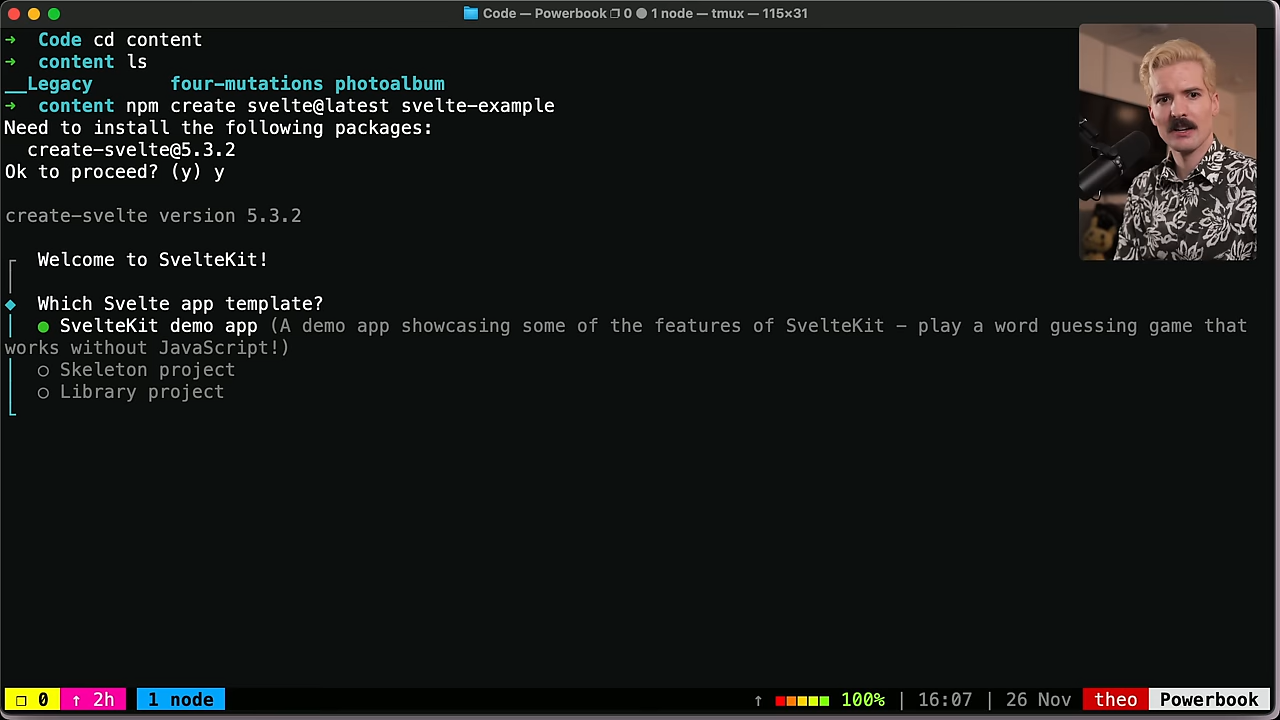 Code — Powerbook ❐ 0 ● 1 node — tmux — 115×31
➜  Code cd content
➜  content ls
__Legacy       four-mutations photoalbum
➜  content npm create svelte@latest svelte-example
Need to install the following packages:
  create-svelte@5.3.2
Ok to proceed? (y) y
create-svelte version 5.3.2
┌  Welcome to SvelteKit!
│
◆  Which Svelte app template?
│  ● SvelteKit demo app (A demo app showcasing some of the features of SvelteKit – play a word guessing game that
works without JavaScript!)
│  ○ Skeleton project
│  ○ Library project
└
❐ 0  ↑ 2h  1 node  ↑ 100% | 16:07 | 26 Nov  theo  Powerbook